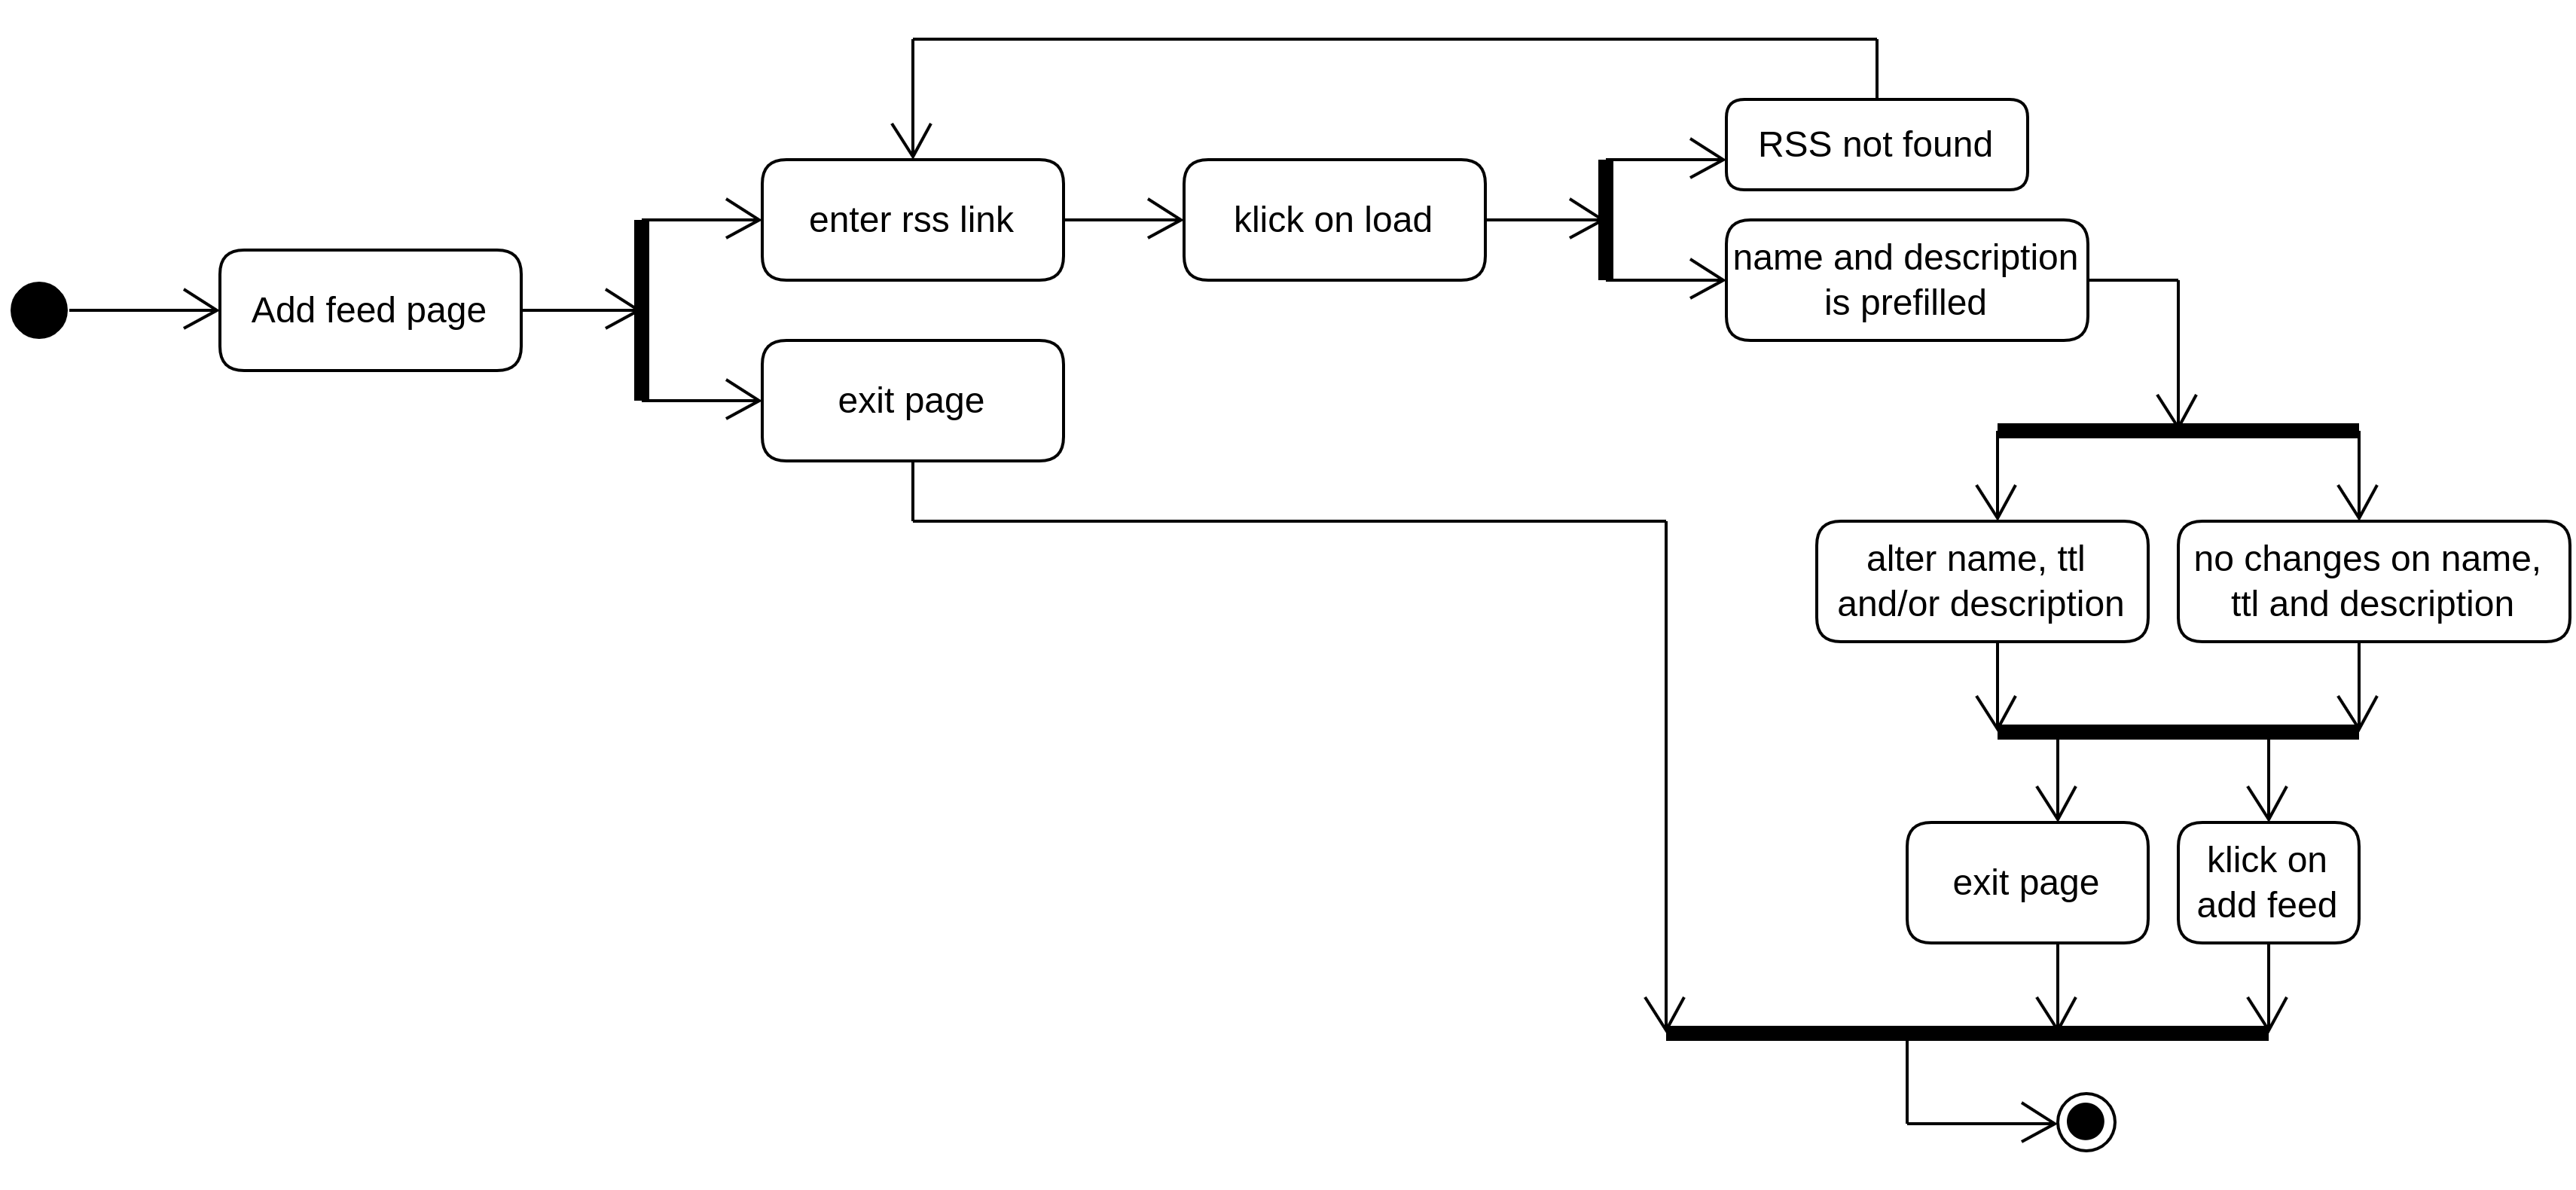 RSS not found
enter rss link
klick on load
name and description
is prefilled
Add feed page
exit page
alter name, ttl
and/or description
no changes on name,
ttl and description
exit page
klick on
add feed